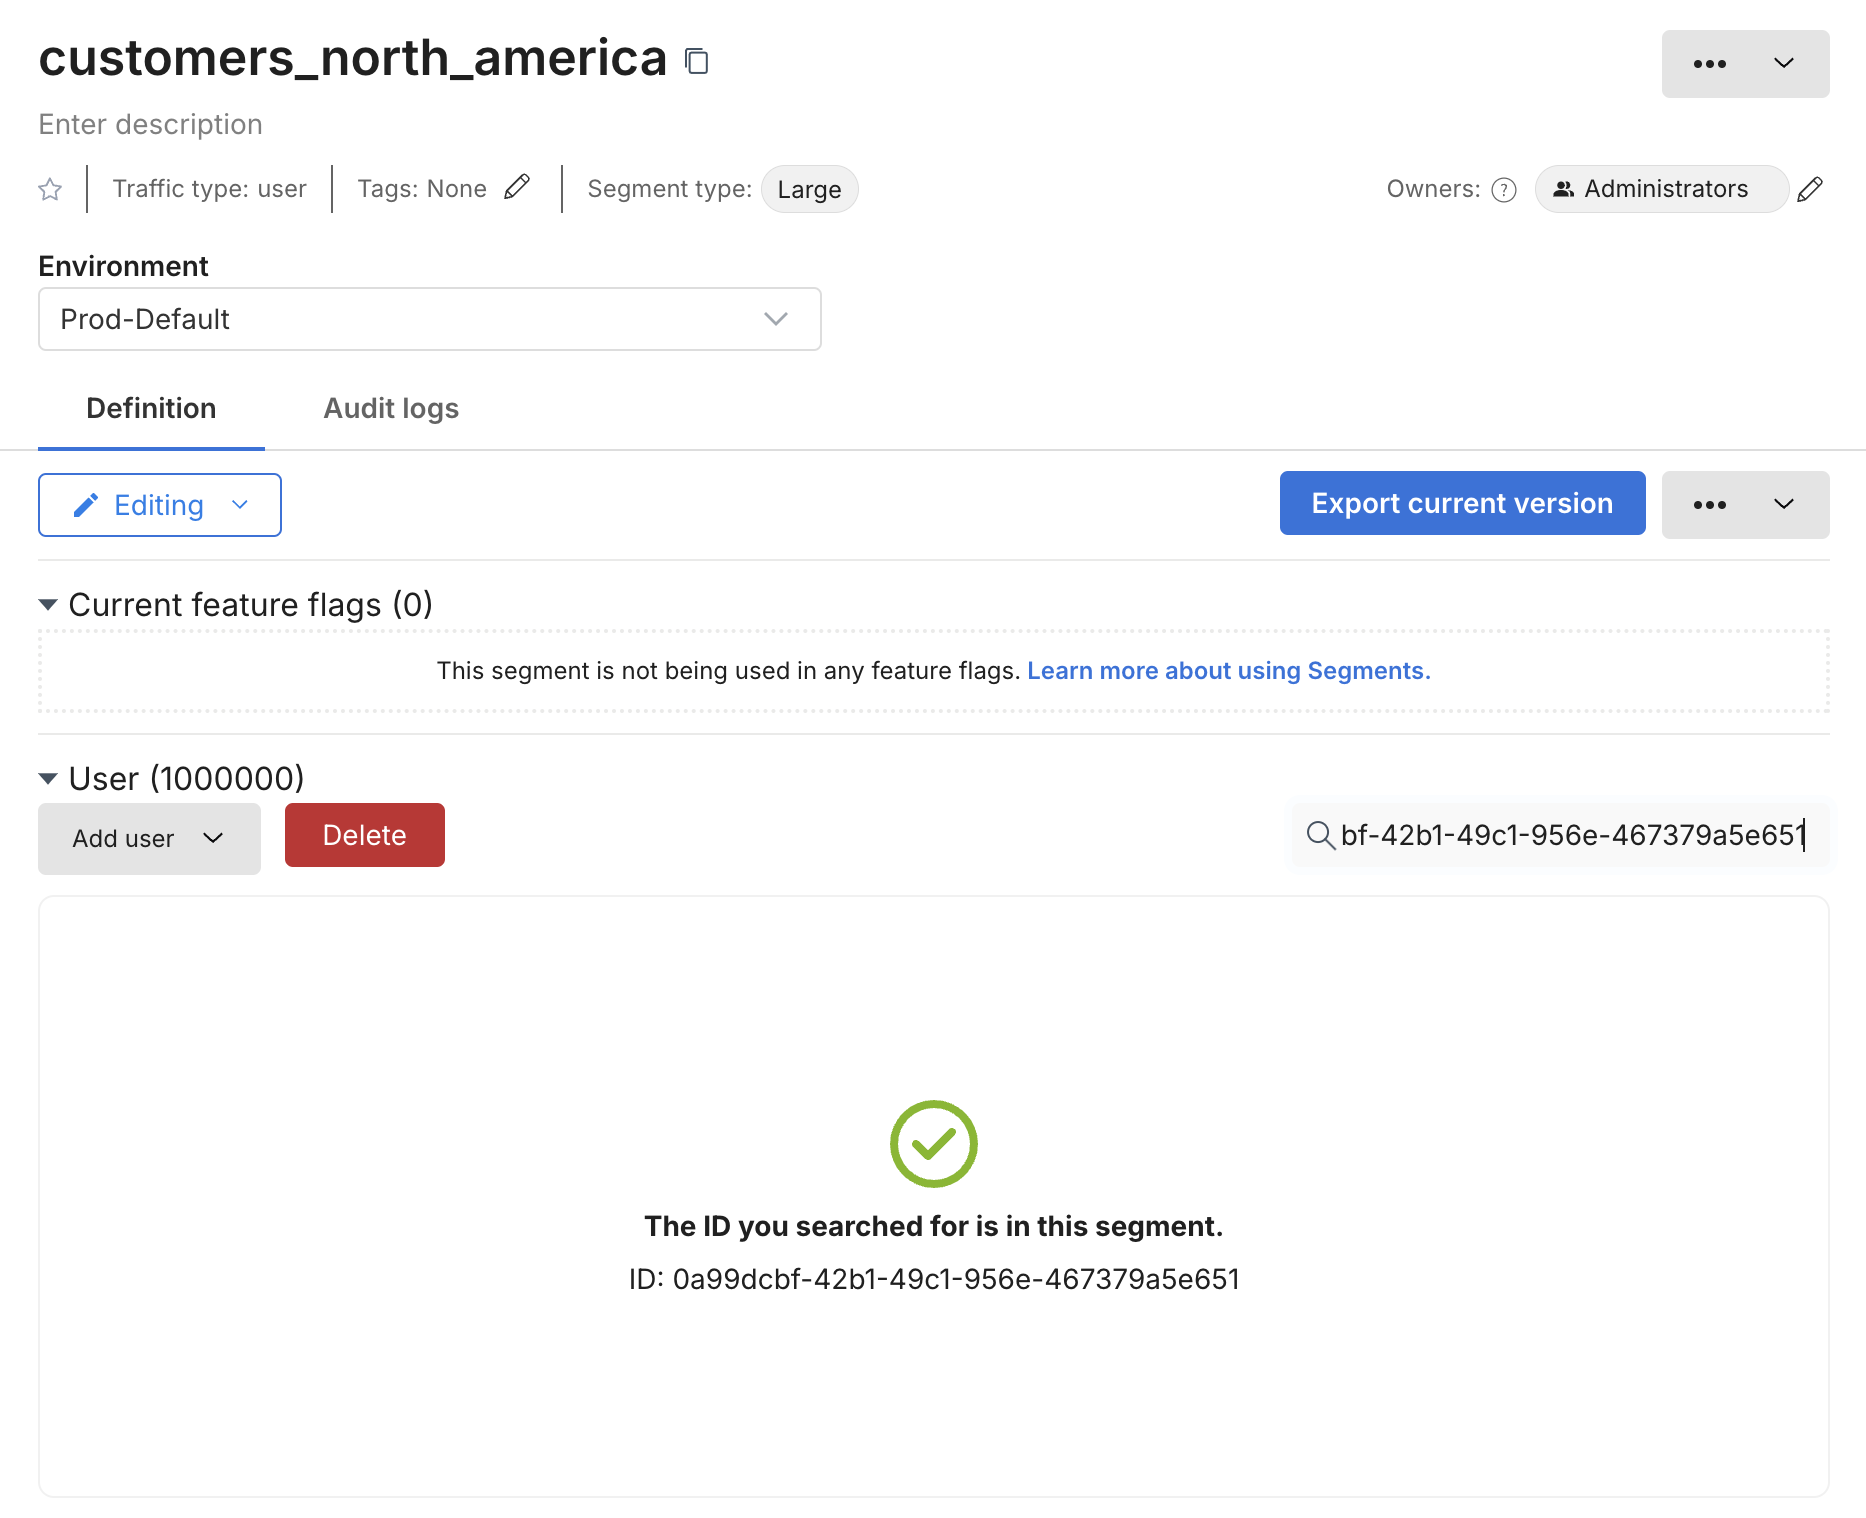 customers_north_america
Enter description
Traffic type: user
Tags: None
Segment type: Large
Owners: ? Administrators
Environment
Prod-Default
Definition
Audit logs
Editing
Export current version
Current feature flags (0)
This segment is not being used in any feature flags. Learn more about using Segments.
User (1000000)
Add user
Delete
bf-42b1-49c1-956e-467379a5e651
The ID you searched for is in this segment.
ID: 0a99dcbf-42b1-49c1-956e-467379a5e651